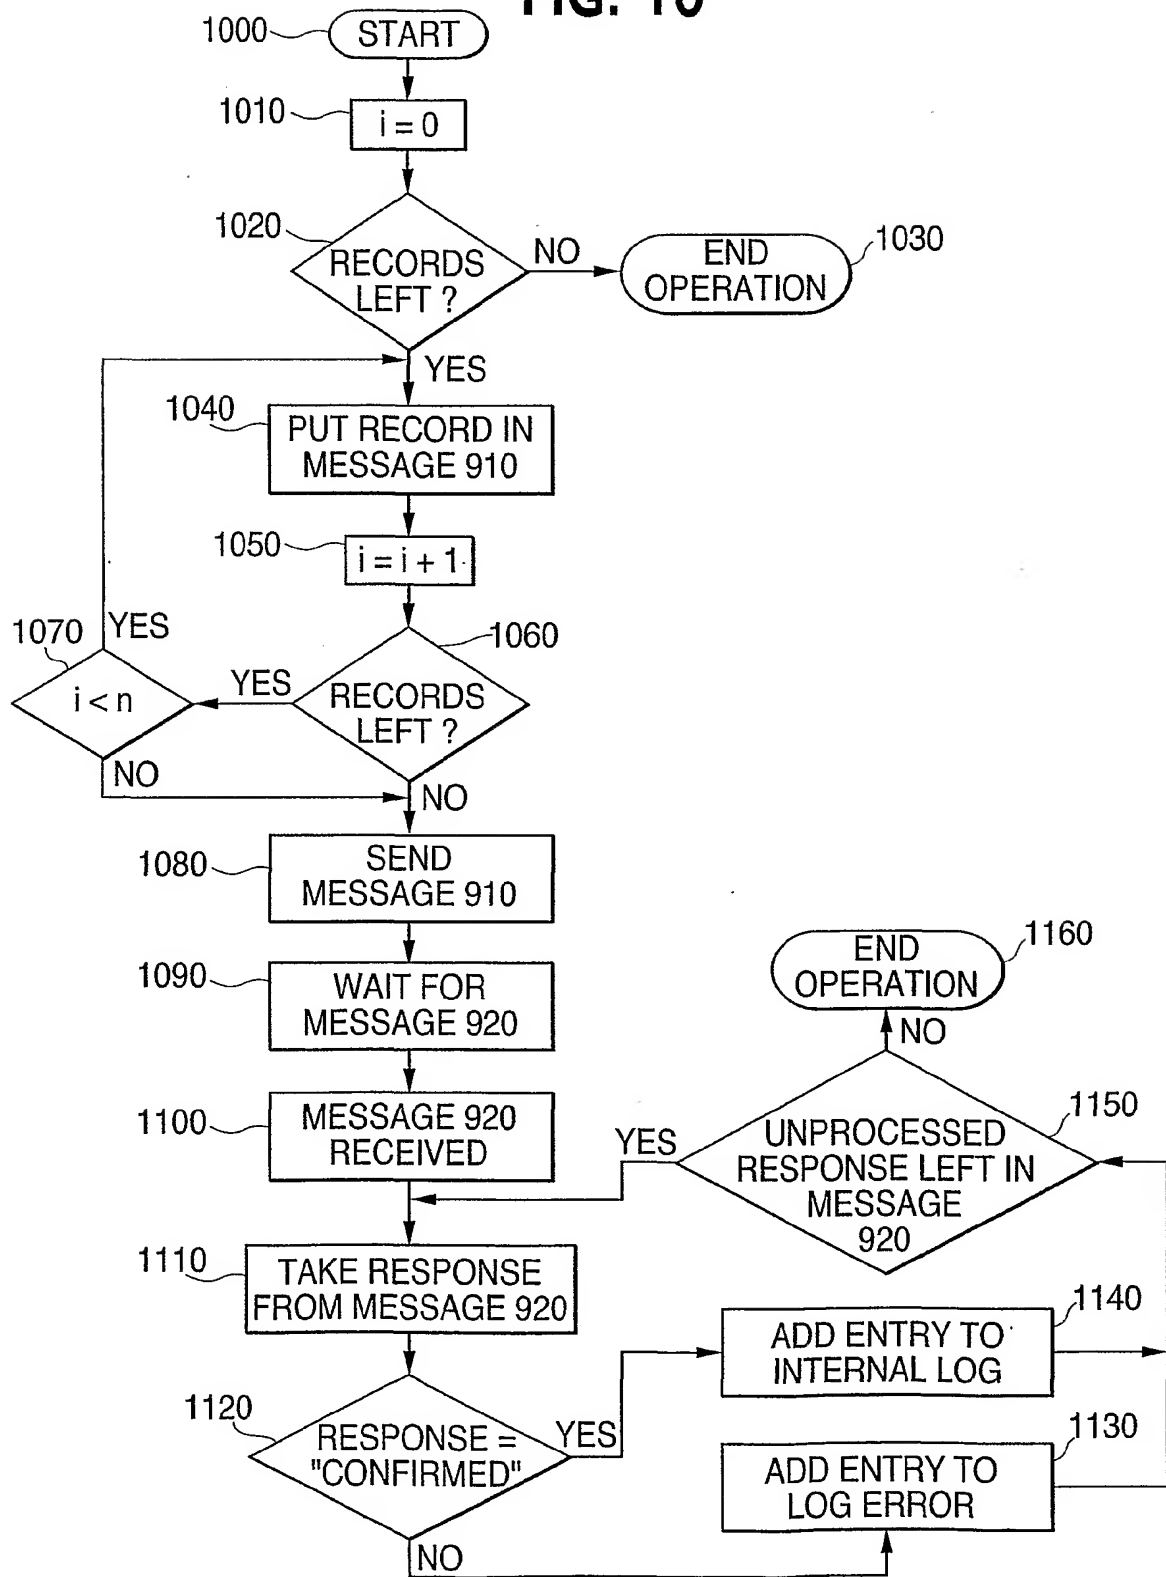 FIG. 10
1000
START
1010
i = 0
1020
RECORDS
LEFT ?
NO
END
OPERATION
1030
YES
1040
PUT RECORD IN
MESSAGE 910
1050
i = i + 1
1060
RECORDS
LEFT ?
YES
1070
i < n
YES
NO
NO
1080
SEND
MESSAGE 910
1090
WAIT FOR
MESSAGE 920
1100
MESSAGE 920
RECEIVED
1110
TAKE RESPONSE
FROM MESSAGE 920
1120
RESPONSE =
"CONFIRMED"
YES
NO
1130
ADD ENTRY TO
LOG ERROR
1140
ADD ENTRY TO
INTERNAL LOG
1150
UNPROCESSED
RESPONSE LEFT IN
MESSAGE
920
YES
NO
1160
END
OPERATION